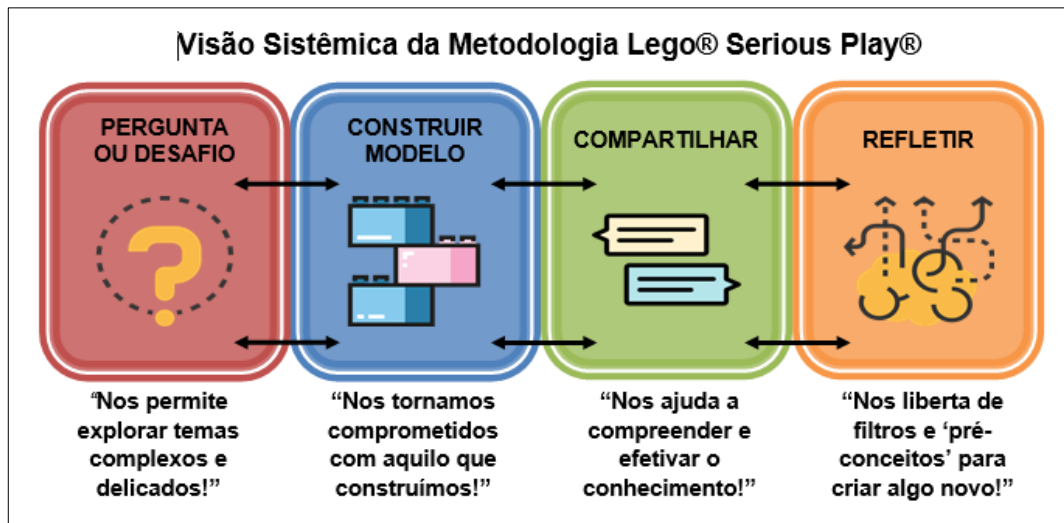 Visão Sistêmica da Metodologia Lego® Serious Play®
PERGUNTA
OU DESAFIO
CONSTRUIR
MODELO
COMPARTILHAR
REFLETIR
?
“Nos permite
explorar temas
complexos e
delicados!”
“Nos tornamos
comprometidos
com aquilo que
construímos!”
“Nos ajuda a
compreender e
efetivar o
conhecimento!”
“Nos liberta de
filtros e ‘pré-
conceitos’ para
criar algo novo!”